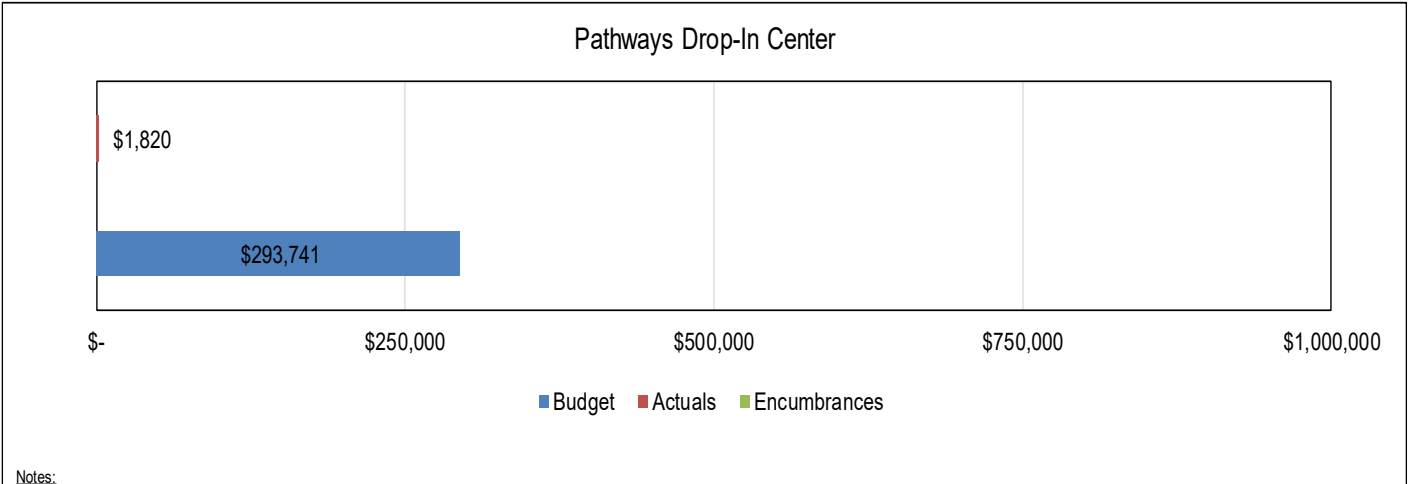 Pathways Drop-In Center
$1,820
$293,741
$- $250,000 $500,000 $750,000 $1,000,000
Budget Actuals Encumbrances
Notes: